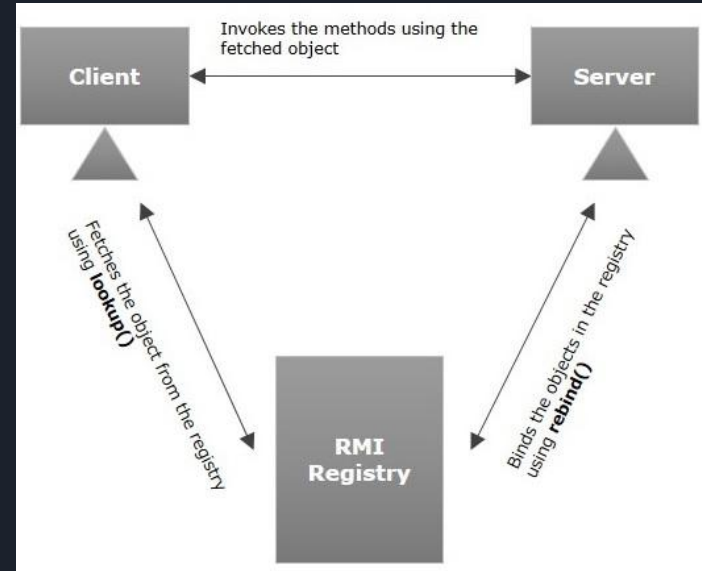 Invokes the methods using the
fetched object
Client
Server
Fetches the object from the registry
using lookup()
Binds the objects in the registry
using rebind()
RMI
Registry